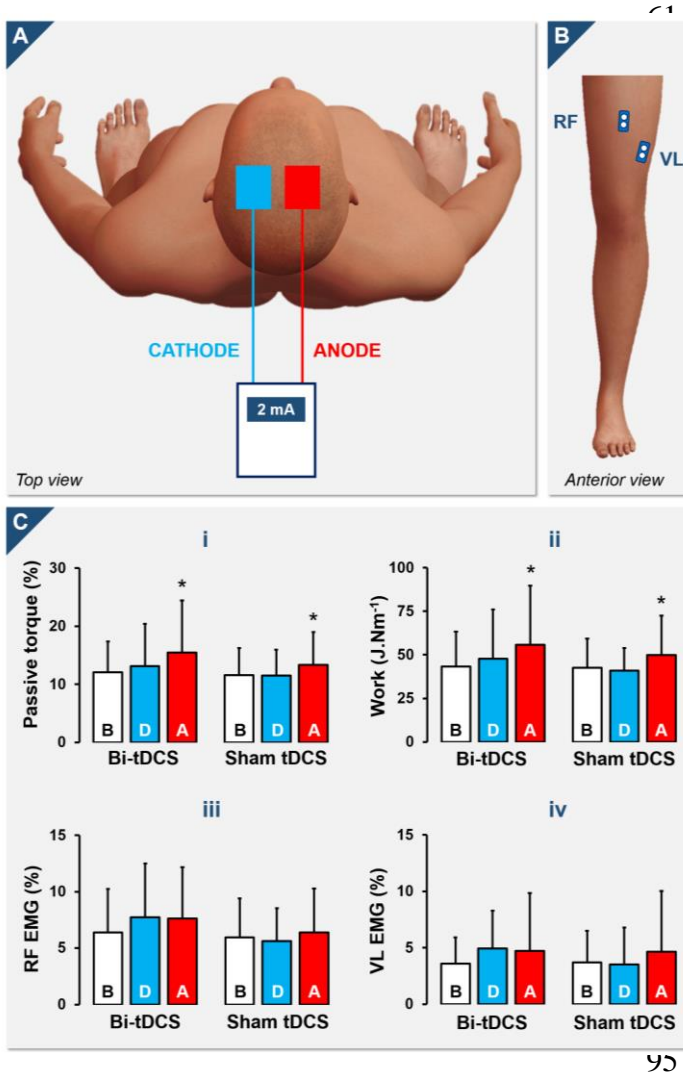 61
A
CATHODE
ANODE
2 mA
Top view
B
RF
VL
Anterior view
C
i
Passive torque (%)
30
20
10
0
*
*
B D A B D A
Bi-tDCS Sham tDCS
ii
Work (J.Nm-1)
100
75
50
25
0
*
*
B D A B D A
Bi-tDCS Sham tDCS
iii
RF EMG (%)
15
10
5
0
B D A B D A
Bi-tDCS Sham tDCS
iv
VL EMG (%)
15
10
5
0
B D A B D A
Bi-tDCS Sham tDCS
95